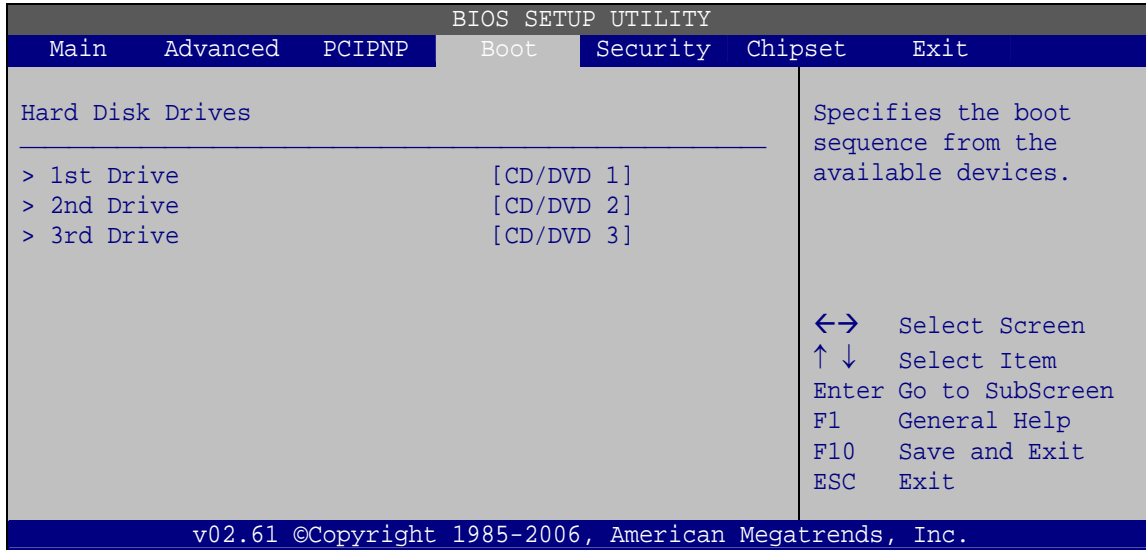 BIOS SETUP UTILITY
Main Advanced PCIPNP Boot Security Chipset Exit
Hard Disk Drives
> 1st Drive [CD/DVD 1]
> 2nd Drive [CD/DVD 2]
> 3rd Drive [CD/DVD 3]
Specifies the boot
sequence from the
available devices.
←→ Select Screen
↑ ↓ Select Item
Enter Go to SubScreen
F1 General Help
F10 Save and Exit
ESC Exit
v02.61 ©Copyright 1985-2006, American Megatrends, Inc.